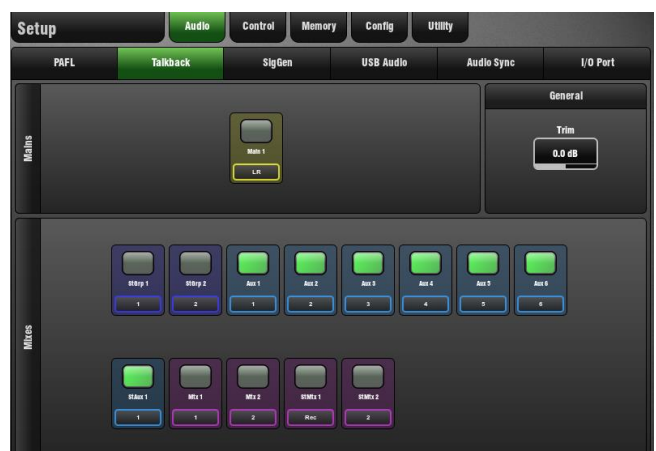 Setup
Audio Control Memory Config Utility
PAFL Talkback SigGen USB Audio Audio Sync I/O Port
Mains
Main 1
LR
General
Trim
0.0 dB
Mixes
StGrp 1 StGrp 2 Aux 1 Aux 2 Aux 3 Aux 4 Aux 5 Aux 6
1 2 1 2 3 4 5 6
StAux 1 Mtx 1 Mtx 2 StMtx 1 StMtx 2
1 1 2 Rec 2